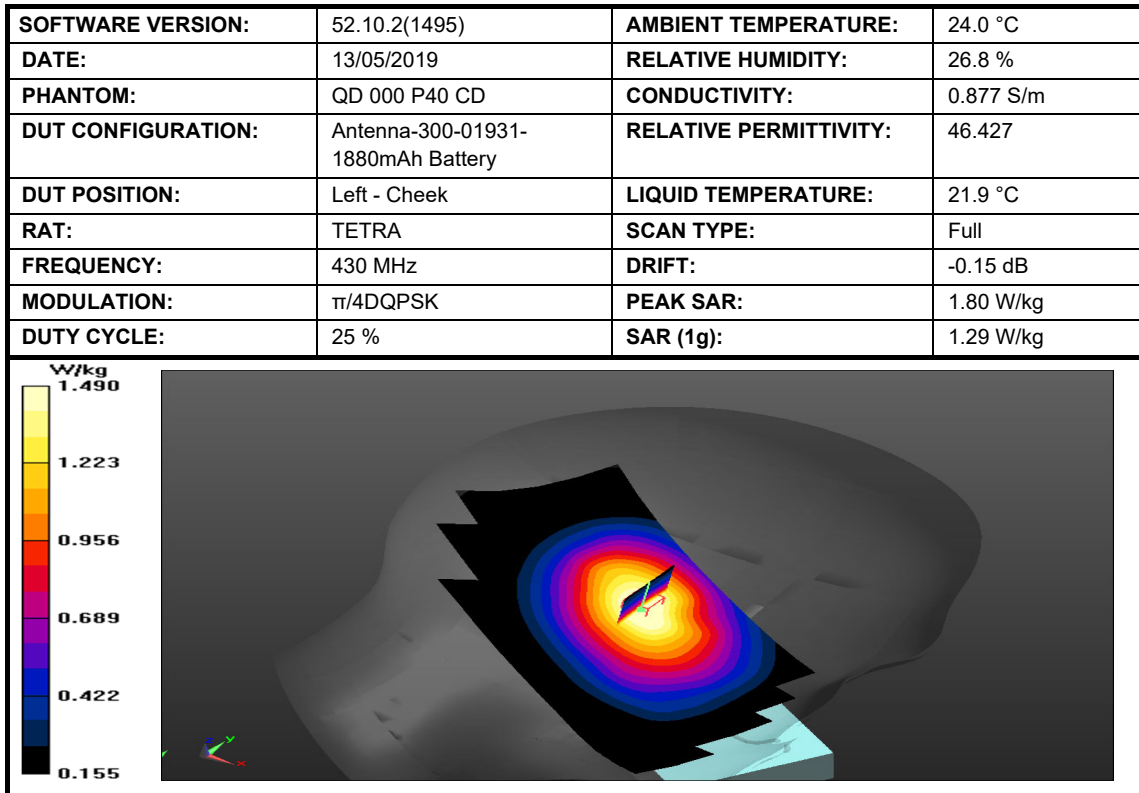 SOFTWARE VERSION: 52.10.2(1495) AMBIENT TEMPERATURE: 24.0 °C
DATE: 13/05/2019 RELATIVE HUMIDITY: 26.8 %
PHANTOM: QD 000 P40 CD CONDUCTIVITY: 0.877 S/m
DUT CONFIGURATION: Antenna-300-01931- RELATIVE PERMITTIVITY: 46.427
1880mAh Battery
DUT POSITION: Left - Cheek LIQUID TEMPERATURE: 21.9 °C
RAT: TETRA SCAN TYPE: Full
FREQUENCY: 430 MHz DRIFT: -0.15 dB
MODULATION: π/4DQPSK PEAK SAR: 1.80 W/kg
DUTY CYCLE: 25 % SAR (1g): 1.29 W/kg
W/kg
1.490
1.223
0.956
0.689
0.422
0.155
z
y
x